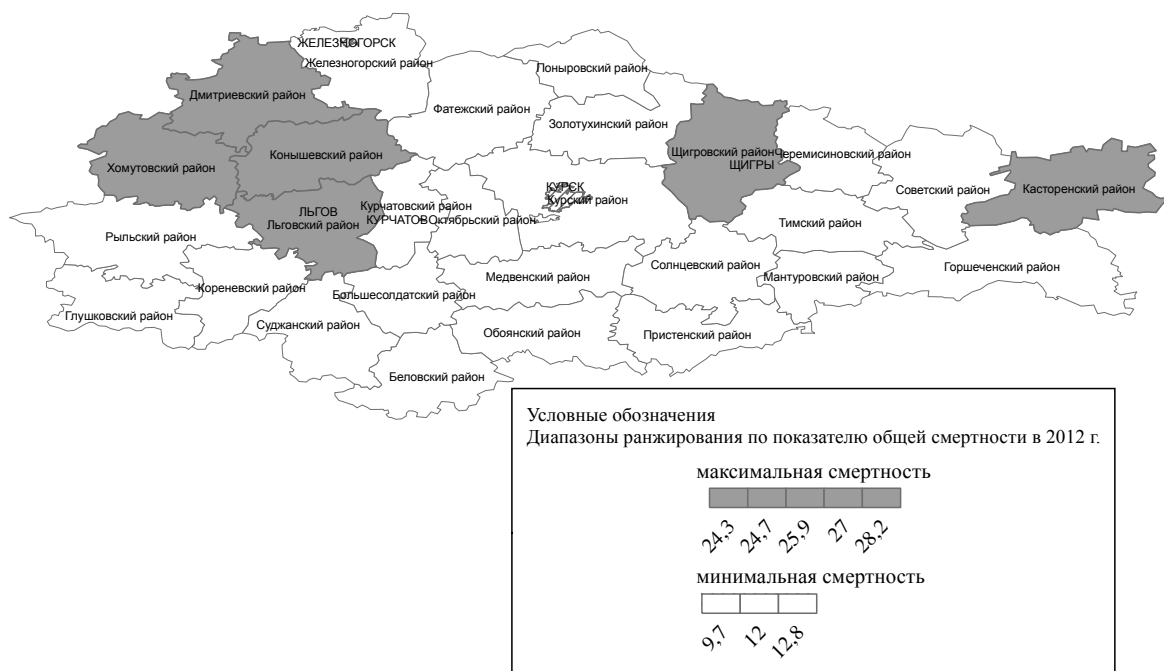 ЖЕЛЕЗНОГОРСК
Железногорский район
Поныровский район
Дмитриевский район
Фатежский район
Золотухинский район
Конышевский район
Щигровский район
Черемисиновский район
ЩИГРЫ
Хомутовский район
КУРСК
Курский район
Советский район
Касторенский район
ЛЬГОВ
Льговский район
Курчатовский район
КУРЧАТОВ
Октябрьский район
Тимский район
Рыльский район
Солнцевский район
Горшеченский район
Медвенский район
Мантуровский район
Кореневский район
Большесолдатский район
Глушковский район
Суджанский район
Обоянский район
Пристенский район
Беловский район
Условные обозначения
Диапазоны ранжирования по показателю общей смертности в 2012 г.
максимальная смертность
24,3 24,7 25,9 27 28,2
минимальная смертность
9,7 12 12,8